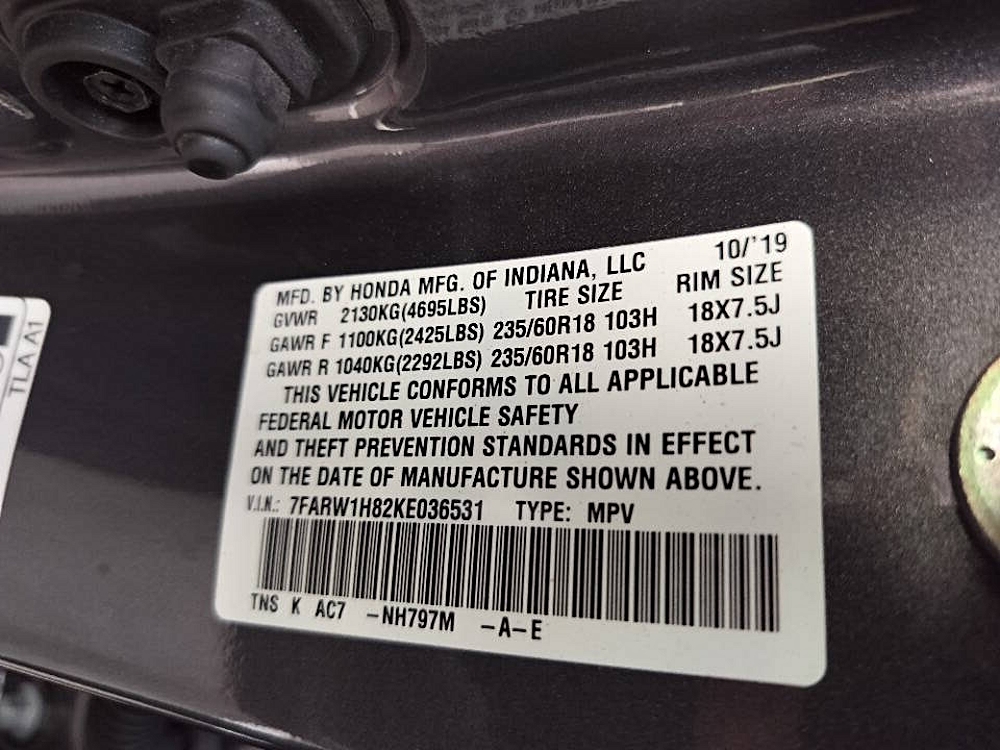 MFD. BY HONDA MFG. OF INDIANA, LLC 10/'19
GVWR 2130KG(4695LBS) TIRE SIZE RIM SIZE
GAWR F 1100KG(2425LBS) 235/60R18 103H 18X7.5J
GAWR R 1040KG(2292LBS) 235/60R18 103H 18X7.5J
THIS VEHICLE CONFORMS TO ALL APPLICABLE
FEDERAL MOTOR VEHICLE SAFETY
AND THEFT PREVENTION STANDARDS IN EFFECT
ON THE DATE OF MANUFACTURE SHOWN ABOVE.
V.I.N.: 7FARW1H82KE036531 TYPE: MPV
TNS K AC7 -NH797M -A-E
TLA A1